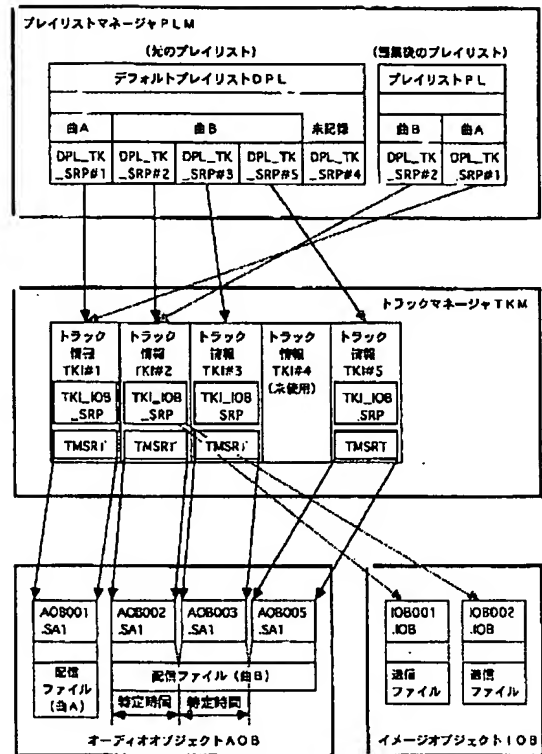 プレイリストマネージャPLM
(元のプレイリスト)
デフォルトプレイリストDPL
曲A
曲B
未記録
DPL_TK
_SRP#1
DPL_TK
_SRP#2
DPL_TK
_SRP#3
DPL_TK
_SRP#5
DPL_TK
_SRP#4
後のプレイリスト)
プレイリストPL
曲B
曲A
DPL_TK
_SRP#2
DPL_TK
_SRP#1
トラックマネージャTKM
トラック
情報
TKI#1
TKI_IOB
_SRP
TMSRT
トラック
情報
TKI#2
TKI_IOB
_SRP
TMSRT
トラック
情報
TKI#3
TKI_IOB
SRP
TMSRT
トラック
情報
TKI#4
(未使用)
トラック
情報
TKI#5
TKI_IOB
SRP
TMSRT
AOB001
.SA1
AOB002
.SA1
AOB003
.SA1
AOB005
.SA1
配信
ファイル
(曲A)
配信ファイル(曲B)
特定時間
特定時間
オーディオオブジェクトAOB
IOB001
.IOB
IOB002
.IOB
ファイル
ファイル
イメージオブジェクトIOB